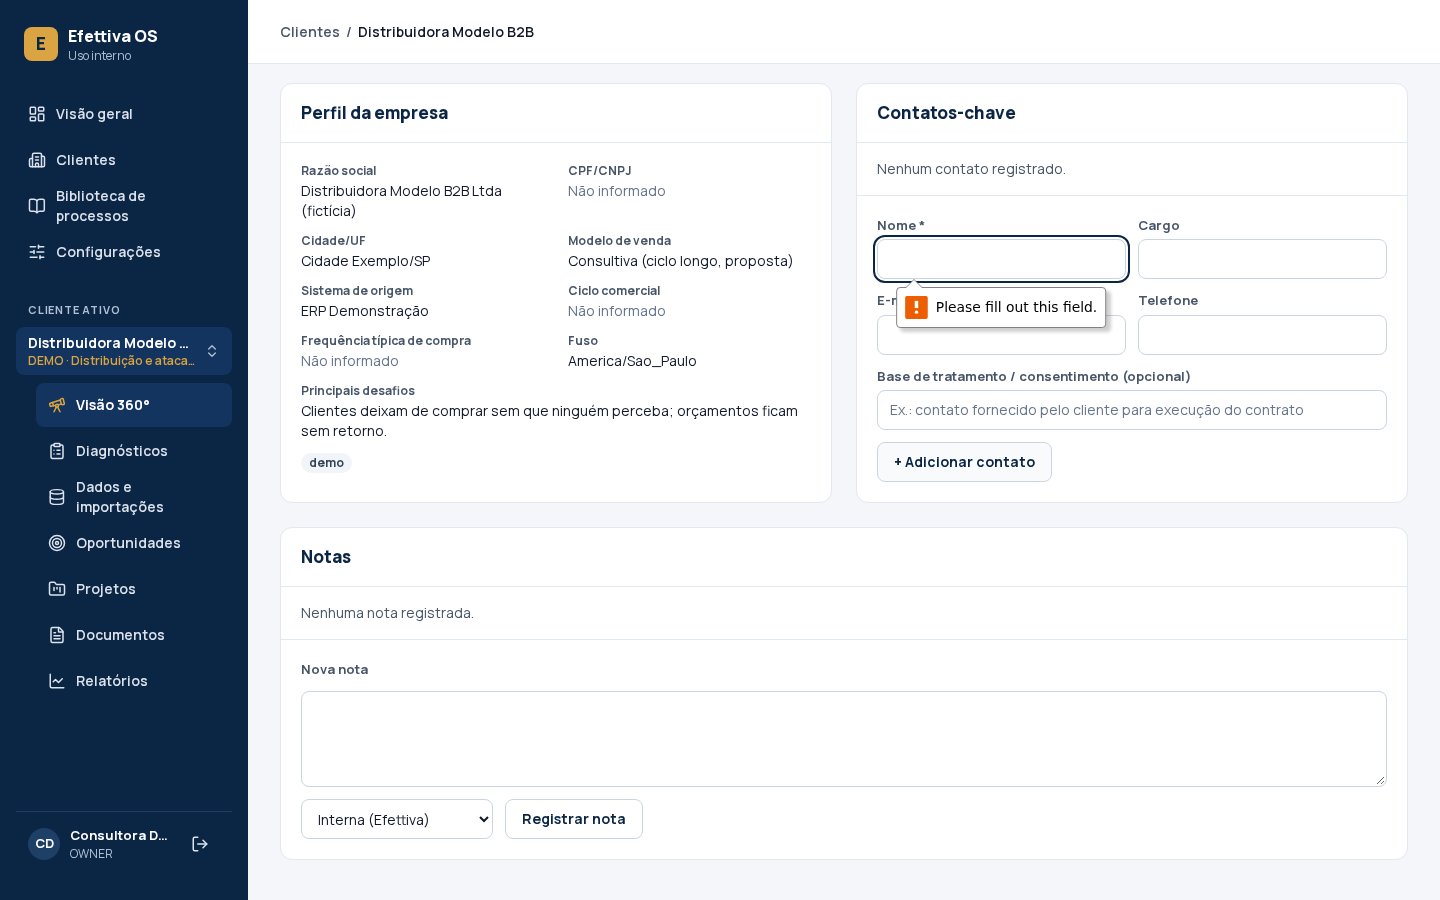 E
Efettiva OS
Uso interno
Visão geral
Clientes
Biblioteca de
processos
Configurações
CLIENTE ATIVO
Distribuidora Modelo ...
DEMO · Distribuição e ataca...
Visão 360°
Diagnósticos
Dados e
importações
Oportunidades
Projetos
Documentos
Relatórios
CD
Consultora D...
OWNER
Clientes / Distribuidora Modelo B2B
Perfil da empresa
Razão social
Distribuidora Modelo B2B Ltda
(fictícia)
CPF/CNPJ
Não informado
Cidade/UF
Cidade Exemplo/SP
Modelo de venda
Consultiva (ciclo longo, proposta)
Sistema de origem
ERP Demonstração
Ciclo comercial
Não informado
Frequência típica de compra
Não informado
Fuso
America/Sao_Paulo
Principais desafios
Clientes deixam de comprar sem que ninguém perceba; orçamentos ficam
sem retorno.
demo
Contatos-chave
Nenhum contato registrado.
Nome *
Cargo
Please fill out this field.
Telefone
Base de tratamento / consentimento (opcional)
Ex.: contato fornecido pelo cliente para execução do contrato
+ Adicionar contato
Notas
Nenhuma nota registrada.
Nova nota
Interna (Efettiva)
Registrar nota